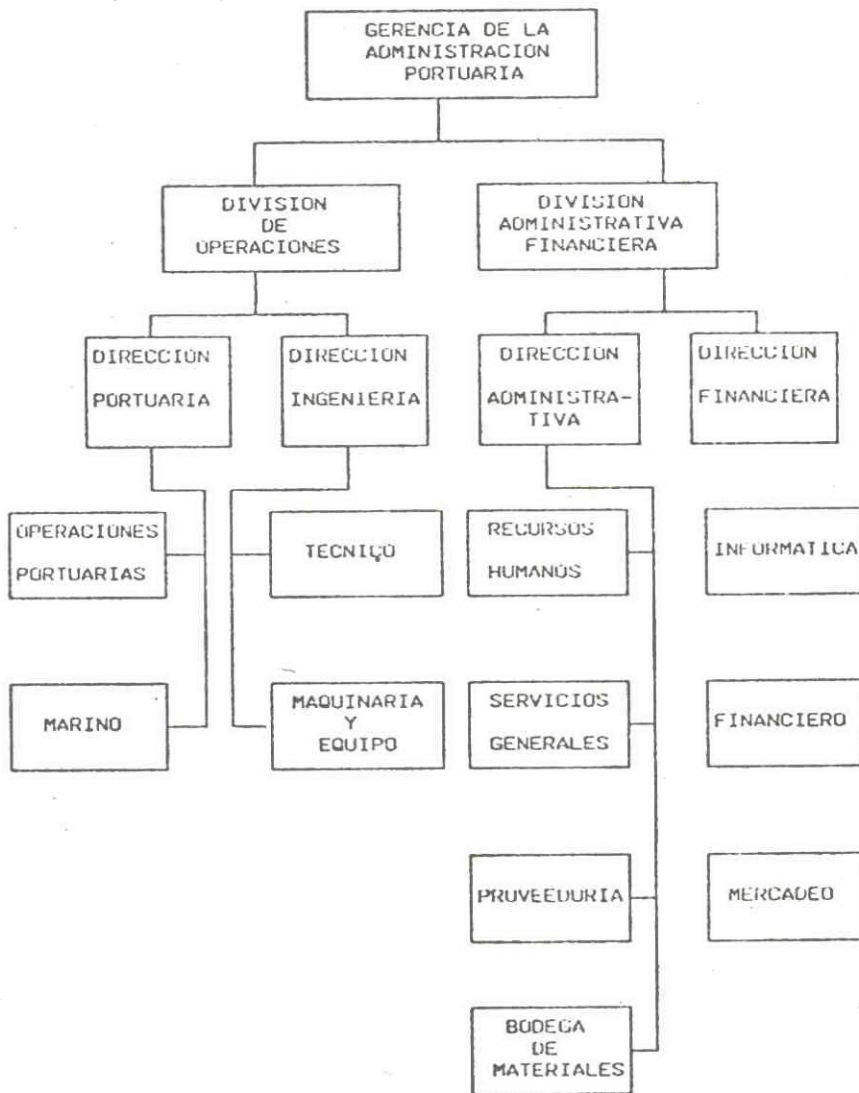 GERENCIA DE LA
ADMINISTRACION
PORTUARIA
DIVISION
DE
OPERACIONES
DIVISION
ADMINISTRATIVA
FINANCIERA
DIRECCION
PORTUARIA
DIRECCION
INGENIERIA
DIRECCION
ADMINISTRA-
TIVA
DIRECCION
FINANCIERA
OPERACIONES
PORTUARIAS
TECNICO
RECURSOS
HUMANOS
INFORMATICA
MARINO
MAQUINARIA
Y
EQUIPO
SERVICIOS
GENERALES
FINANCIERO
PROVEEDURIA
MERCADEO
BODEGA
DE
MATERIALES